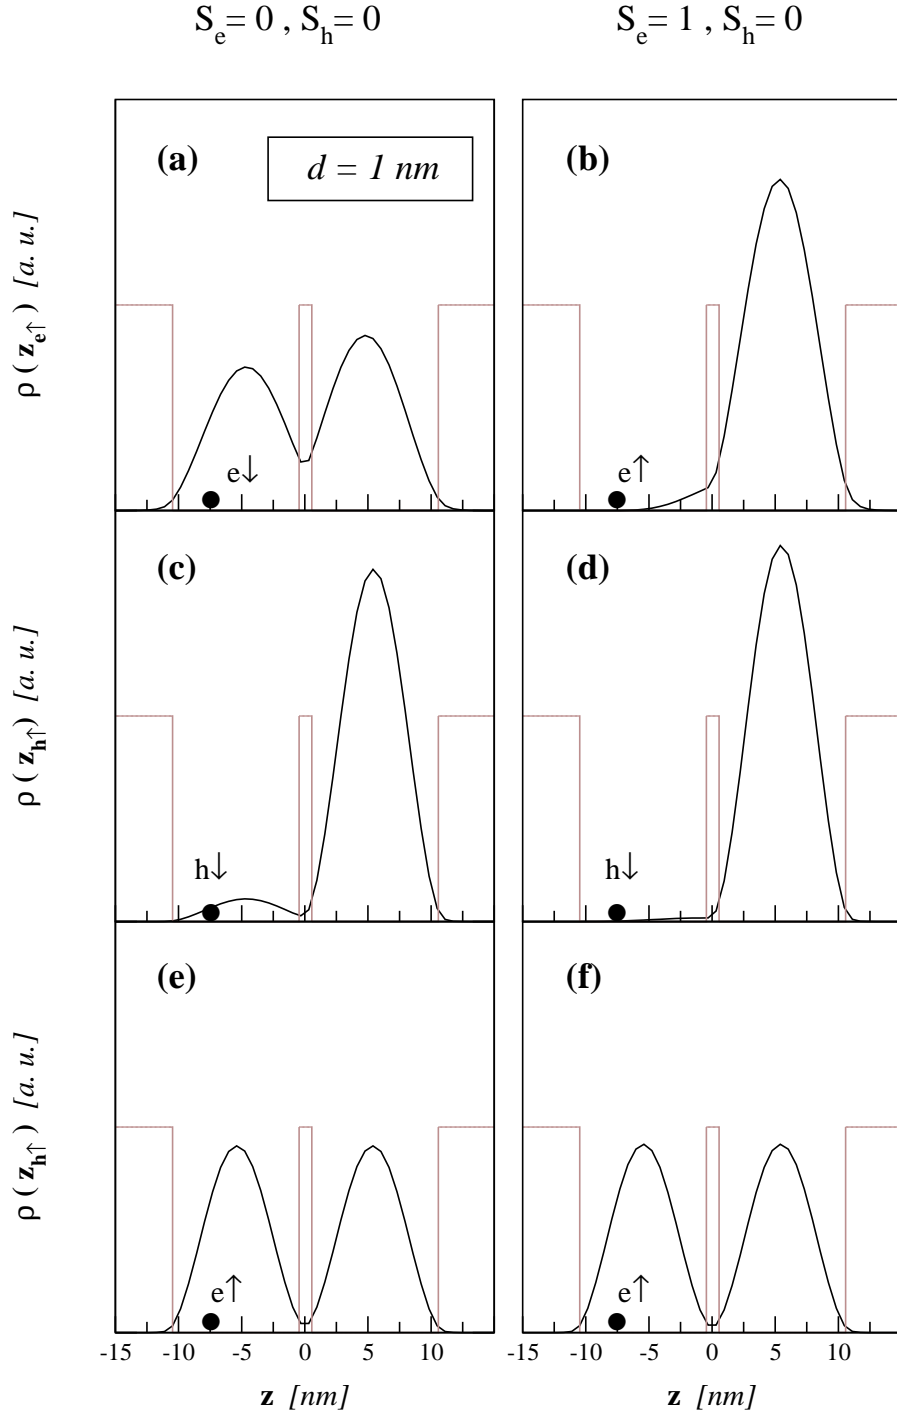 S_e= 0 , S_h= 0
S_e= 1 , S_h= 0
(a)
d = 1 nm
(b)
ρ ( z_e↑ ) [a. u.]
e↓
e↑
(c)
(d)
ρ ( z_h↑ ) [a. u.]
h↓
h↓
(e)
(f)
ρ ( z_h↑ ) [a. u.]
e↑
e↑
-15 -10 -5 0 5 10
-15 -10 -5 0 5 10
z [nm]
z [nm]